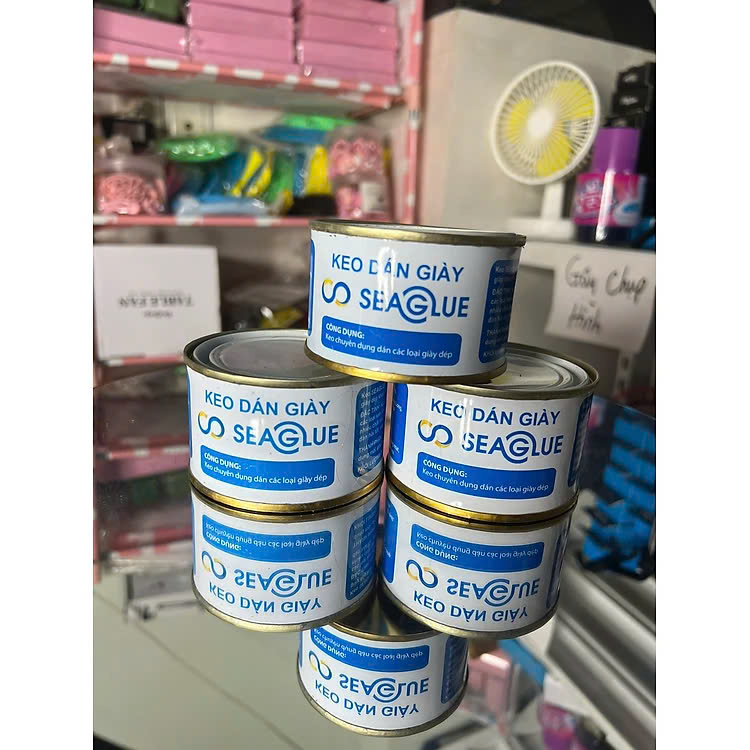 KEO DÁN GIÀY
SEAGLUE
CÔNG DỤNG:
Keo chuyên dụng dán các loại giày dép
KEO DÁN GIÀY
SEAGLUE
CÔNG DỤNG:
Keo chuyên dụng dán các loại giày dép
KEO DÁN GIÀY
SEAGLUE
CÔNG DỤNG:
Keo chuyên dụng dán các loại giày dép
TABLE FAN
Góy chụp
Hình